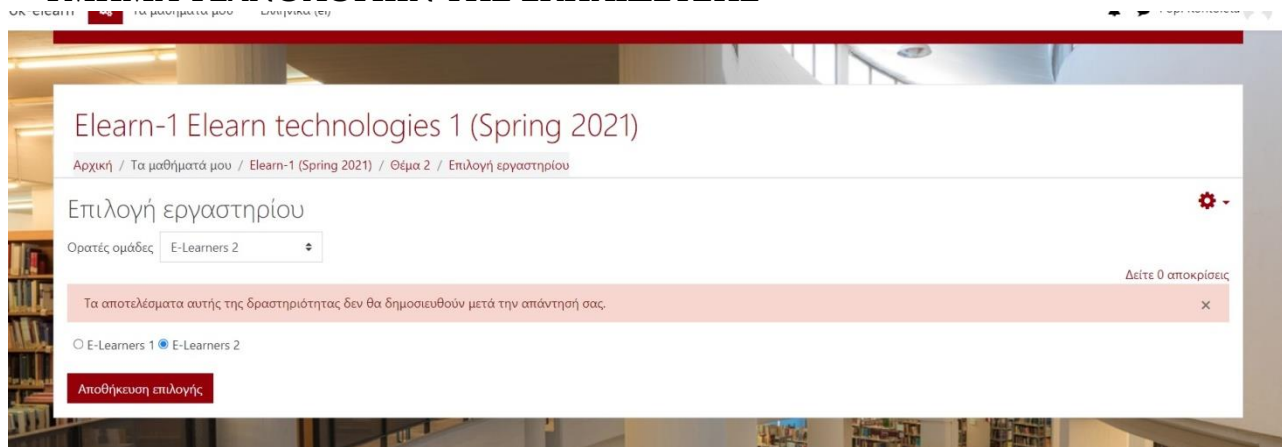 Elearn-1 Elearn technologies 1 (Spring 2021)
Αρχική / Τα μαθήματά μου / Elearn-1 (Spring 2021) / Θέμα 2 / Επιλογή εργαστηρίου
Επιλογή εργαστηρίου
Ορατές ομάδες E-Learners 2
Δείτε 0 αποκρίσεις
Τα αποτελέσματα αυτής της δραστηριότητας δεν θα δημοσιευθούν μετά την απάντησή σας. ×
E-Learners 1 E-Learners 2
Αποθήκευση επιλογής